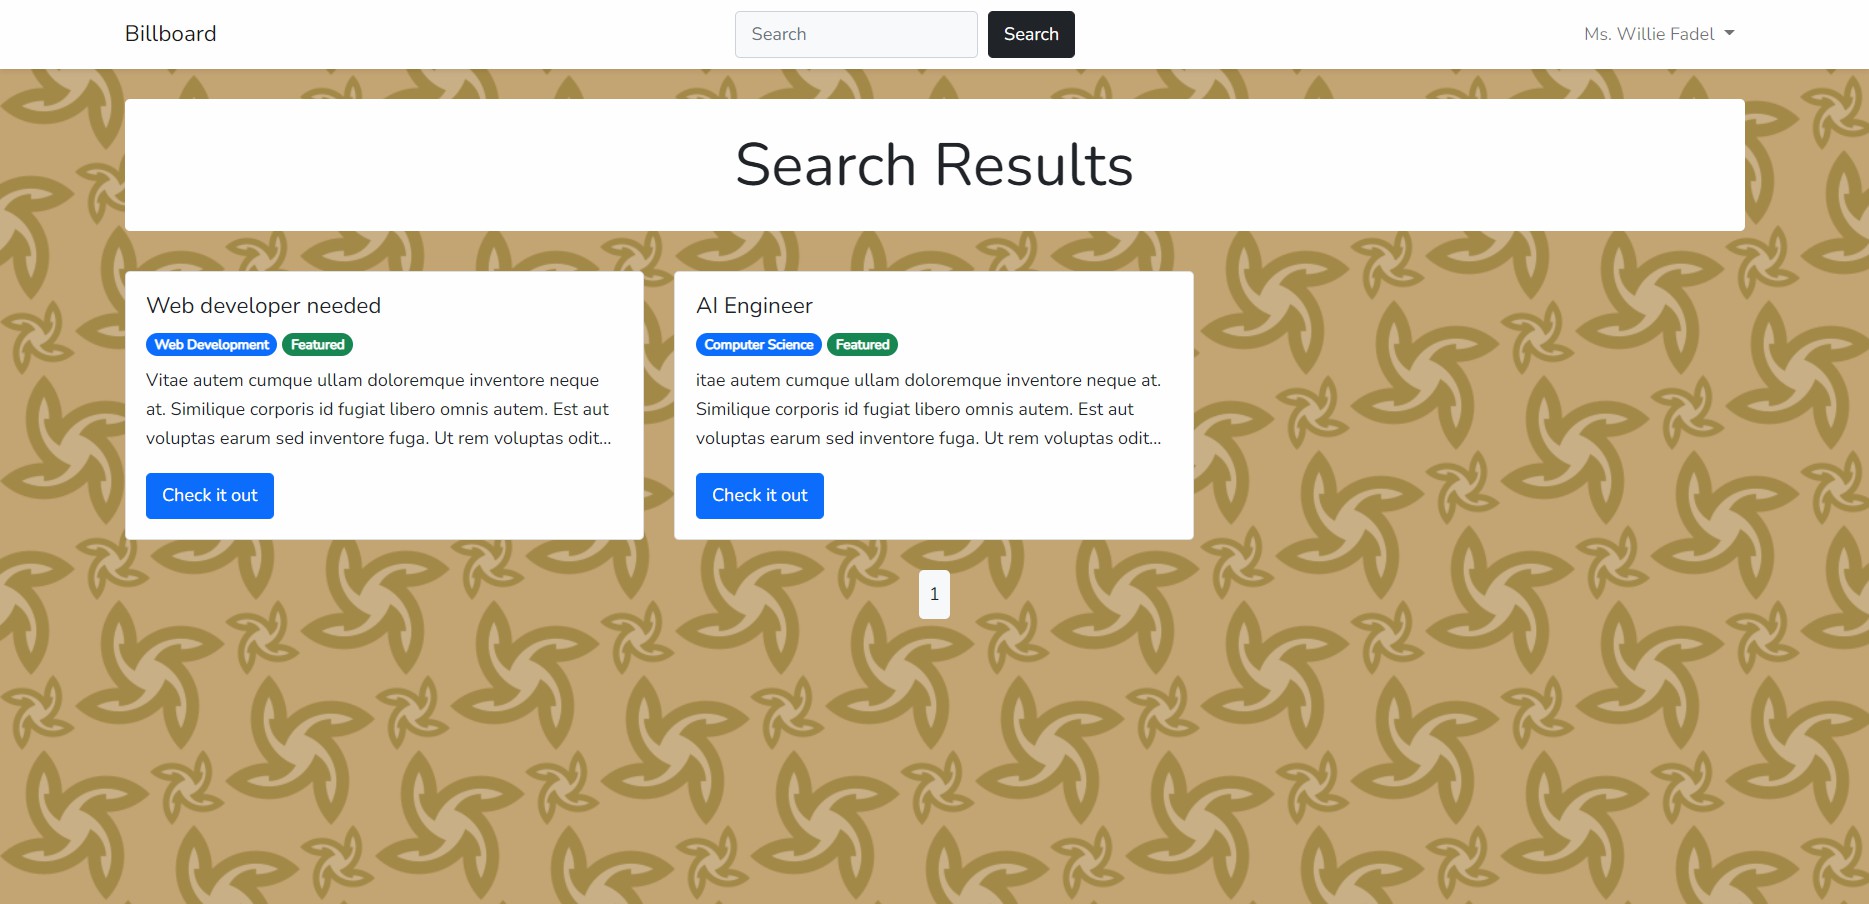 Billboard
Search
Search
Ms. Willie Fadel
Search Results
Web developer needed
Web Development Featured
Vitae autem cumque ullam doloremque inventore neque
at. Similique corporis id fugiat libero omnis autem. Est aut
voluptas earum sed inventore fuga. Ut rem voluptas odit...
Check it out
AI Engineer
Computer Science Featured
itae autem cumque ullam doloremque inventore neque at.
Similique corporis id fugiat libero omnis autem. Est aut
voluptas earum sed inventore fuga. Ut rem voluptas odit...
Check it out
1